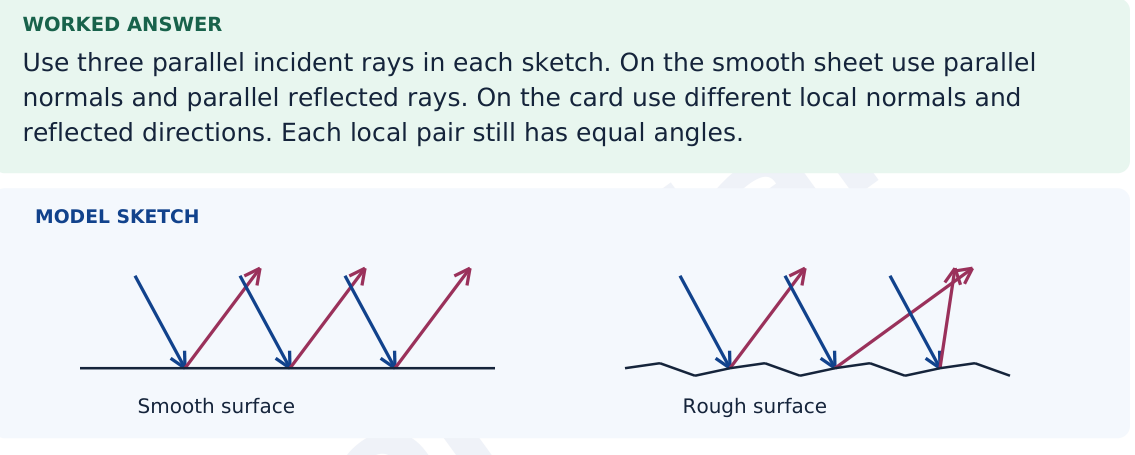 WORKED ANSWER
Use three parallel incident rays in each sketch. On the smooth sheet use parallel
normals and parallel reflected rays. On the card use different local normals and
reflected directions. Each local pair still has equal angles.
MODEL SKETCH
Smooth surface
Rough surface